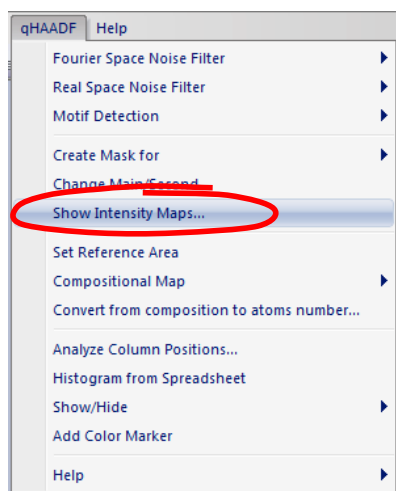 qHAADF Help
Fourier Space Noise Filter
Real Space Noise Filter
Motif Detection
Create Mask for
Change Main/Second...
Show Intensity Maps...
Set Reference Area
Compositional Map
Convert from composition to atoms number...
Analyze Column Positions...
Histogram from Spreadsheet
Show/Hide
Add Color Marker
Help